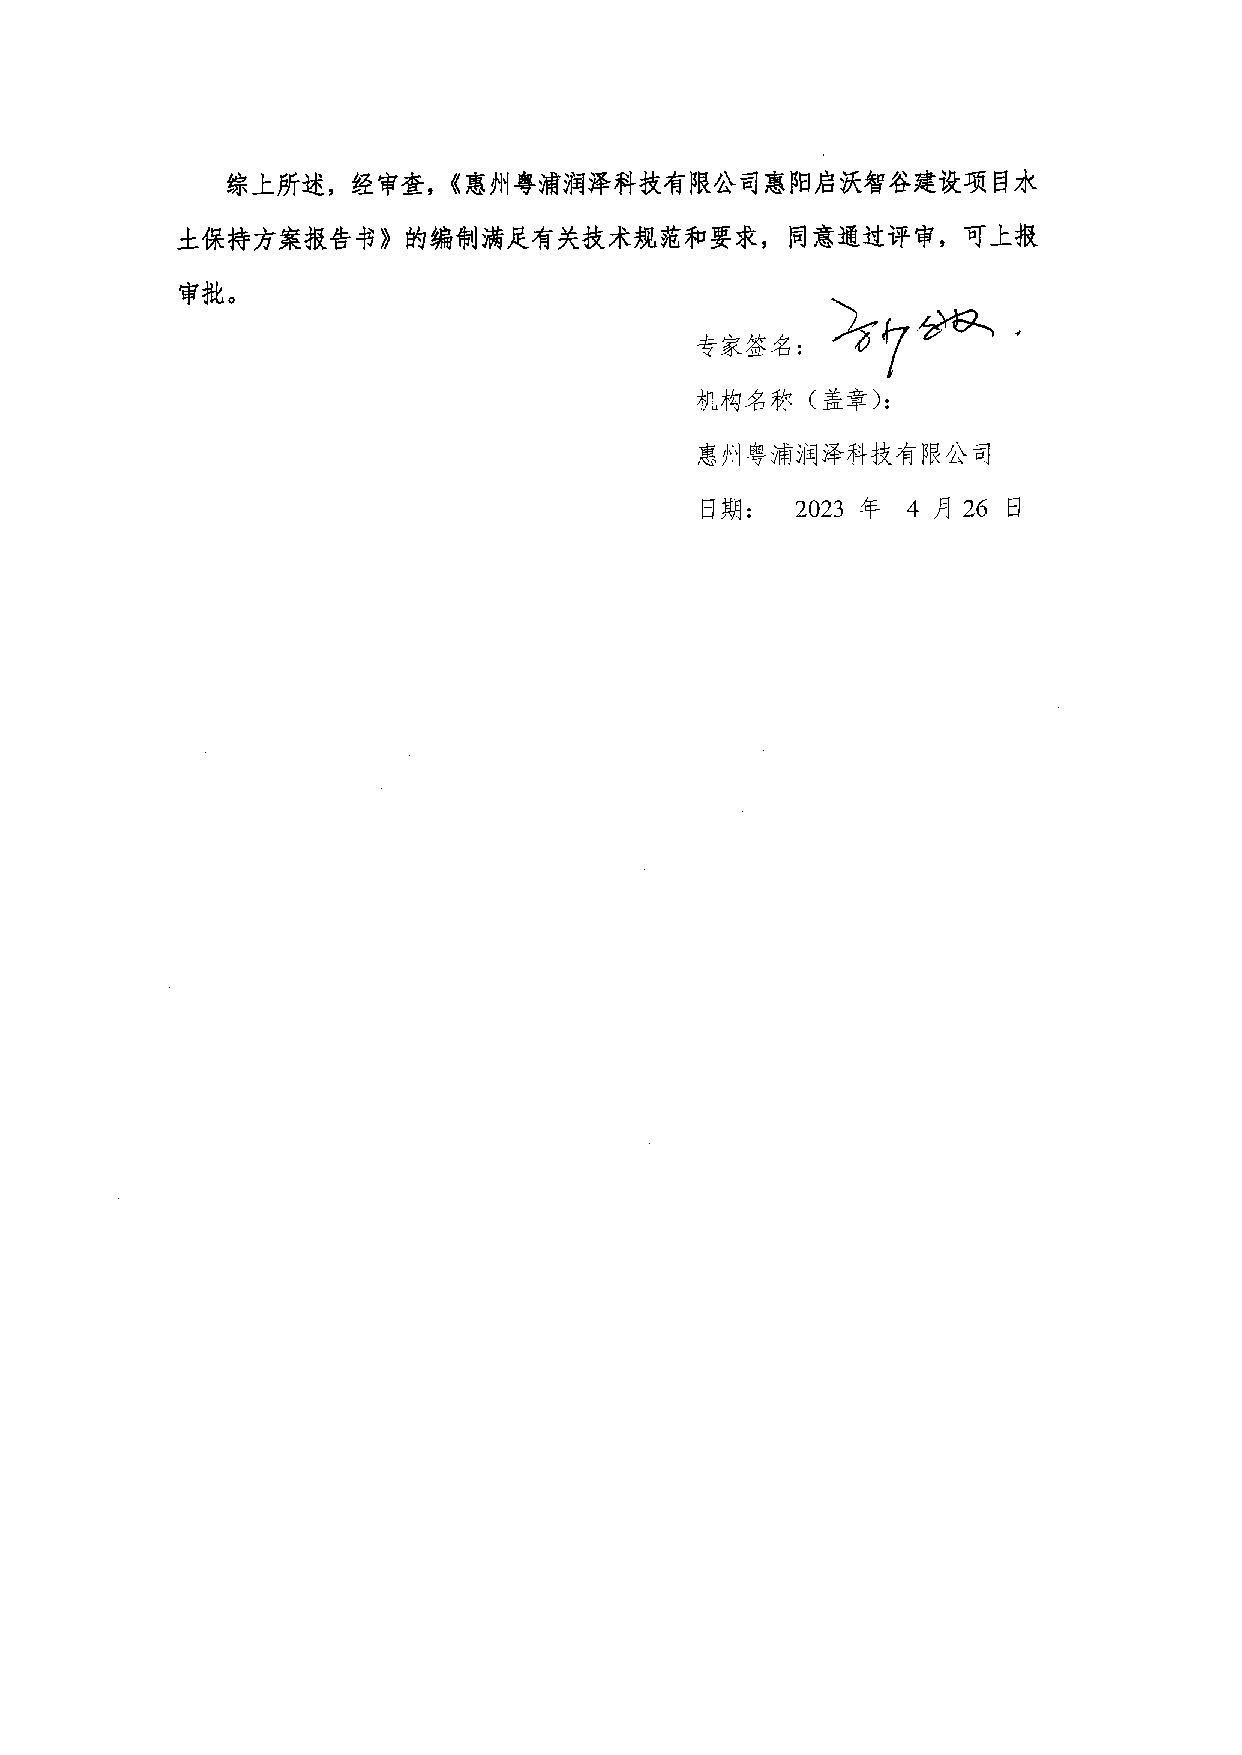 综上所述，经审查，《惠州粤浦润泽科技有限公司惠阳启沃智谷建设项目水
土保持方案报告书》的编制满足有关技术规范和要求，同意通过评审，可上报
审批。
专家签名：
机构名称（盖章）：
惠州粤浦润泽科技有限公司
日期： 2023 年 4 月 26 日